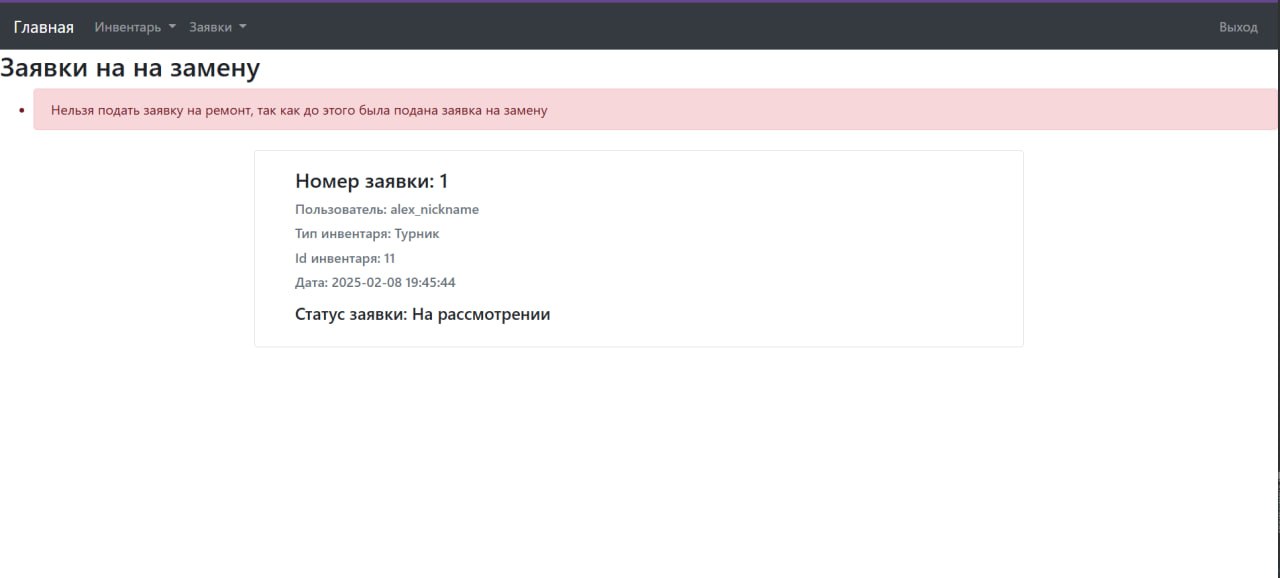 Главная Инвентарь Заявки Выход
Заявки на на замену
Нельзя подать заявку на ремонт, так как до этого была подана заявка на замену
Номер заявки: 1
Пользователь: alex_nickname
Тип инвентаря: Турник
Id инвентаря: 11
Дата: 2025-02-08 19:45:44
Статус заявки: На рассмотрении